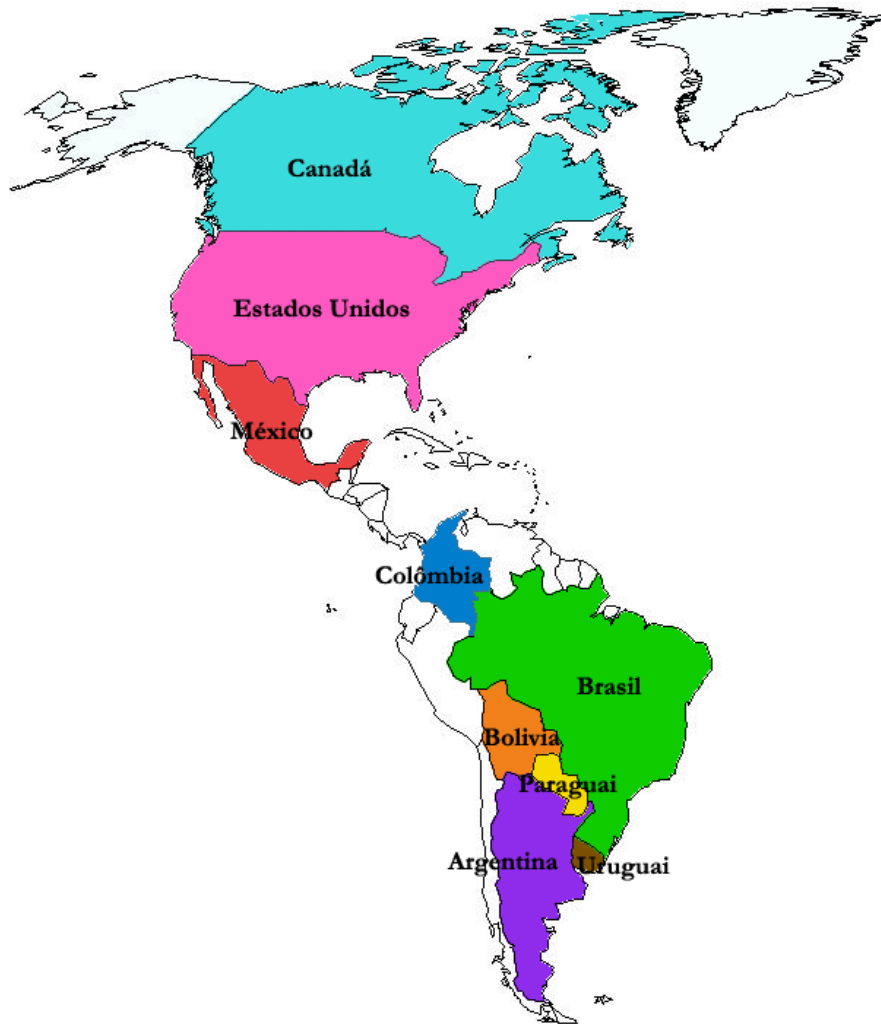 Canadá
Estados Unidos
México
Colômbia
Brasil
Bolivia
Paraguai
Argentina
Uruguai